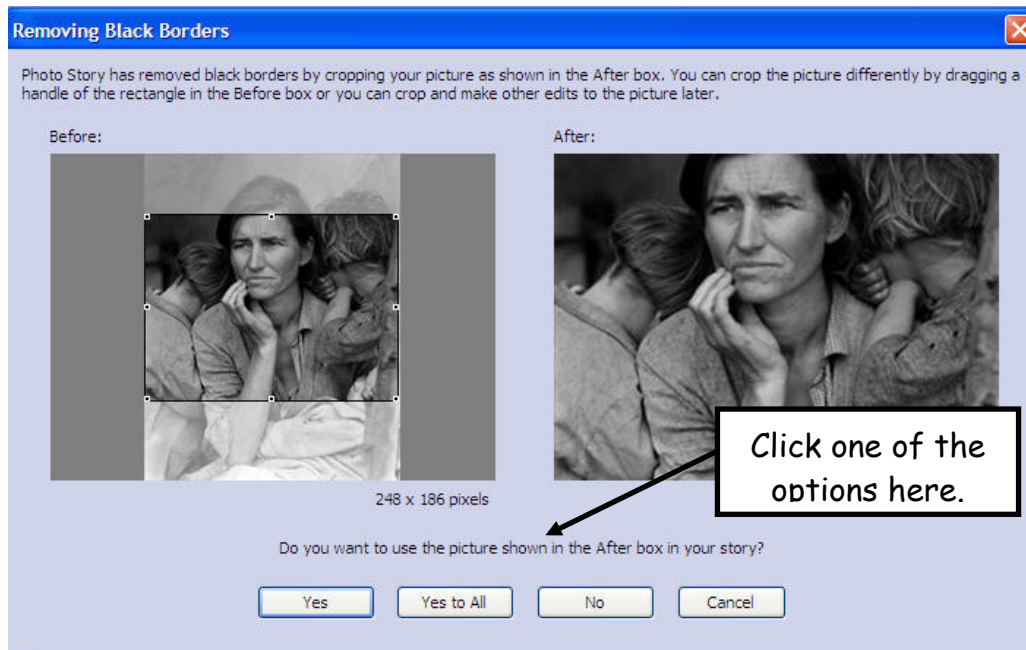 Removing Black Borders
Photo Story has removed black borders by cropping your picture as shown in the After box. You can crop the picture differently by dragging a
handle of the rectangle in the Before box or you can crop and make other edits to the picture later.
Before:
After:
Click one of the
options here.
248 x 186 pixels
Do you want to use the picture shown in the After box in your story?
Yes
Yes to All
No
Cancel